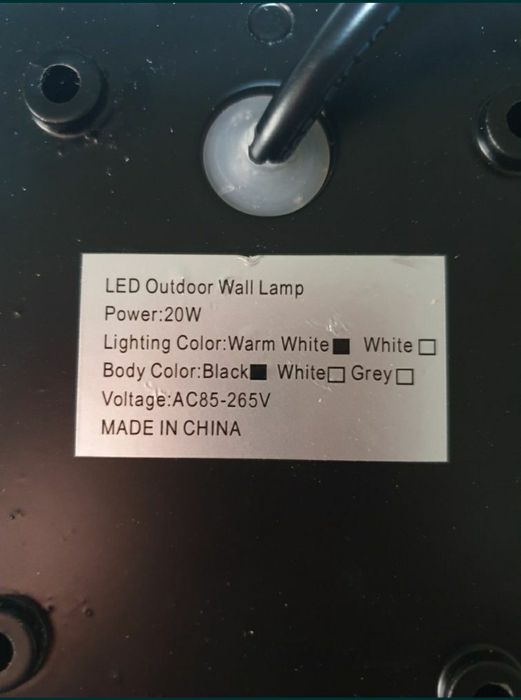 LED Outdoor Wall Lamp
Power:20W
Lighting Color:Warm White■ White□
Body Color:Black■ White□ Grey□
Voltage:AC85-265V
MADE IN CHINA